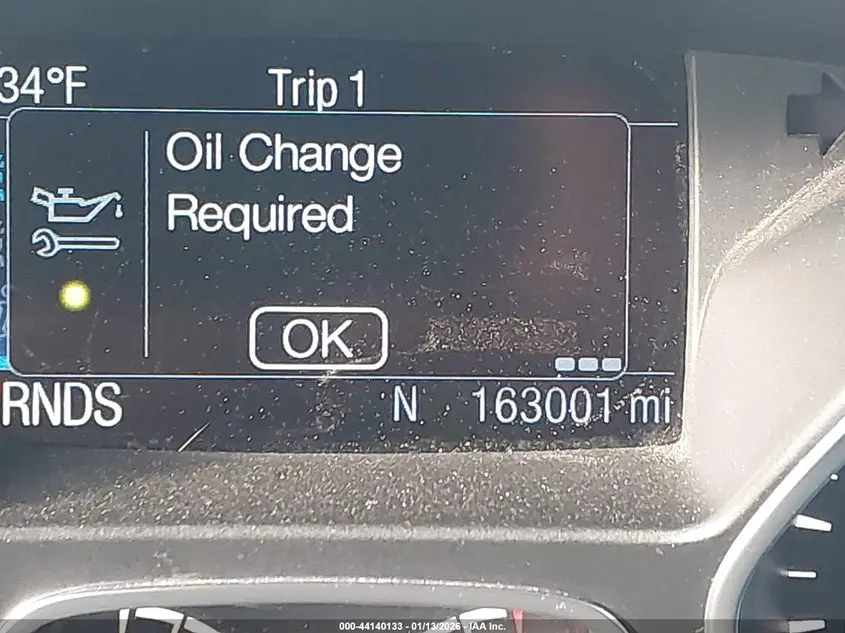 34°F Trip 1
Oil Change
Required
OK
RNDS N 163001 mi
000-44140133 - 01/13/2026 - IAA Inc.